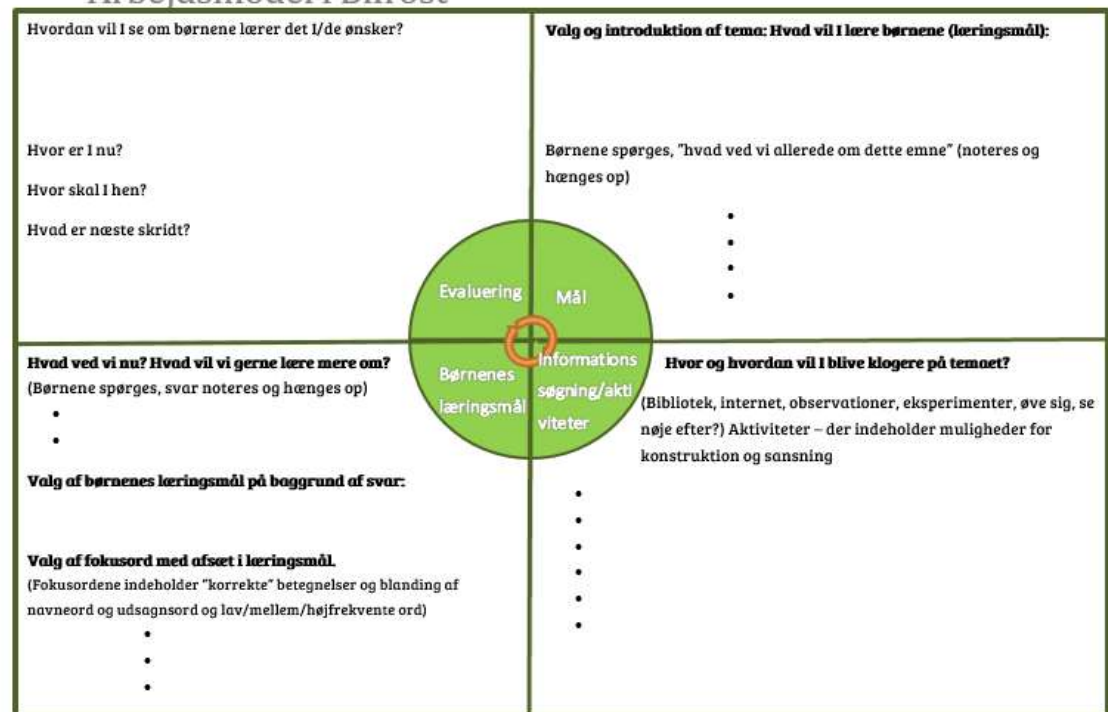 Arbejdsmodel i Bifrost
Hvordan vil I se om børnene lærer det I/de ønsker?
Hvor er I nu?
Hvor skal I hen?
Hvad er næste skridt?
Valg og introduktion af tema: Hvad vil I lære børnene (læringsmål):
Børnene spørges, ”hvad ved vi allerede om dette emne” (noteres og
hænges op)
•
•
•
•
Evaluering
Mål
Børnenes
læringsmål
Informations
søgning/akti
viteter
Hvad ved vi nu? Hvad vil vi gerne lære mere om?
(Børnene spørges, svar noteres og hænges op)
•
•
Valg af børnenes læringsmål på baggrund af svar:
Valg af fokusord med afsæt i læringsmål.
(Fokusordene indeholder ”korrekte” betegnelser og blanding af
navneord og udsagnsord og lav/mellem/højfrekvente ord)
•
•
•
Hvor og hvordan vil I blive klogere på temaet?
(Bibliotek, internet, observationer, eksperimenter, øve sig, se
nøje efter?) Aktiviteter – der indeholder muligheder for
konstruktion og sansning
•
•
•
•
•
•